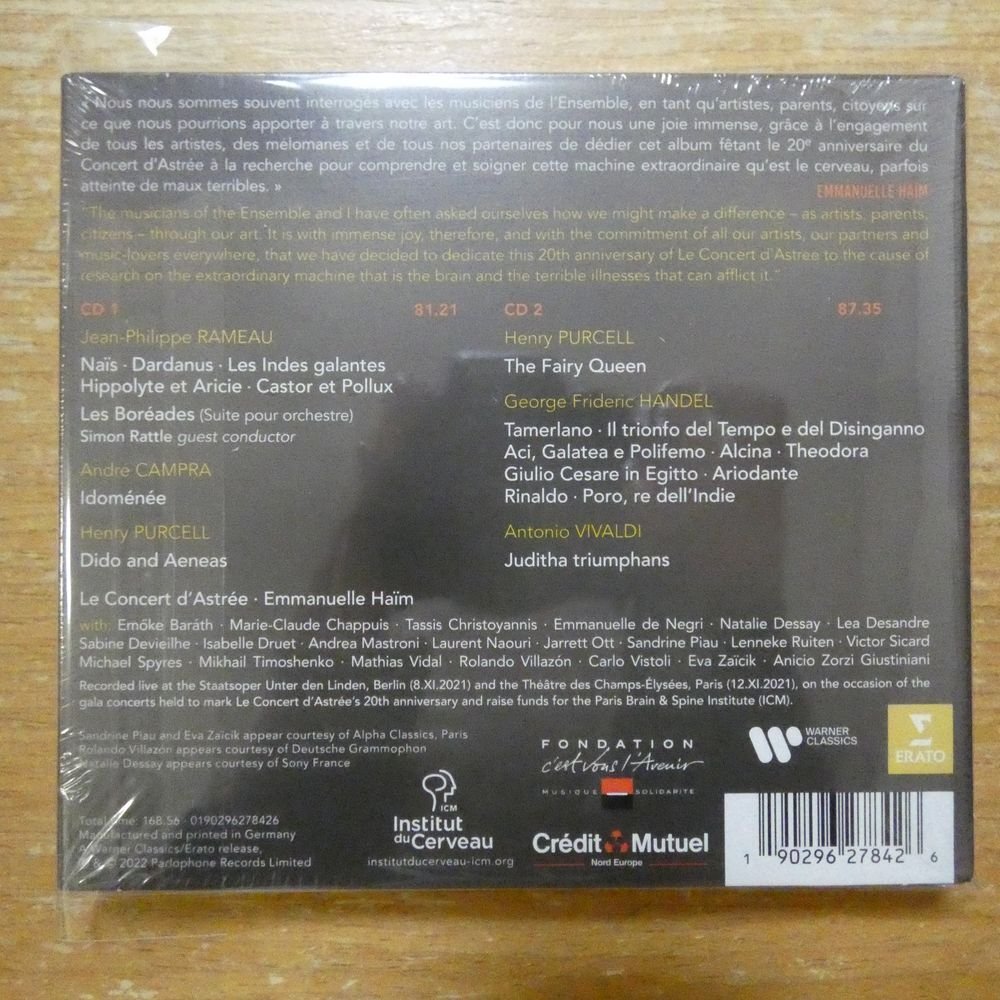 « Nous nous sommes souvent interrogés avec les musiciens de l'Ensemble, en tant qu'artistes, parents, citoyens sur
ce que nous pourrions apporter à travers notre art. C'est donc pour nous une joie immense, grâce à l'engagement
de tous les artistes, des mélomanes et de tous nos partenaires de dédier cet album fêtant le 20e anniversaire du
Concert d'Astrée à la recherche pour comprendre et soigner cette machine extraordinaire qu'est le cerveau, parfois
atteinte de maux terribles. »
EMMANUELLE HAÏM
"The musicians of the Ensemble and I have often asked ourselves how we might make a difference – as artists, parents,
citizens – through our art. It is with immense joy, therefore, and with the commitment of all our artists, our partners and
music-lovers everywhere, that we have decided to dedicate this 20th anniversary of Le Concert d'Astrée to the cause of
research on the extraordinary machine that is the brain and the terrible illnesses that can afflict it."
CD 1 81.21
Jean-Philippe RAMEAU
Naïs · Dardanus · Les Indes galantes
Hippolyte et Aricie · Castor et Pollux
Les Boréades (Suite pour orchestre)
Simon Rattle guest conductor
André CAMPRA
Idoménée
Henry PURCELL
Dido and Aeneas
CD 2 87.35
Henry PURCELL
The Fairy Queen
George Frideric HANDEL
Tamerlano · Il trionfo del Tempo e del Disinganno
Aci, Galatea e Polifemo · Alcina · Theodora
Giulio Cesare in Egitto · Ariodante
Rinaldo · Poro, re dell'Indie
Antonio VIVALDI
Juditha triumphans
Le Concert d'Astrée · Emmanuelle Haïm
with: Emőke Baráth · Marie-Claude Chappuis · Tassis Christoyannis · Emmanuelle de Negri · Natalie Dessay · Lea Desandre
Sabine Devieilhe · Isabelle Druet · Andrea Mastroni · Laurent Naouri · Jarrett Ott · Sandrine Piau · Lenneke Ruiten · Victor Sicard
Michael Spyres · Mikhail Timoshenko · Mathias Vidal · Rolando Villazón · Carlo Vistoli · Eva Zaïcik · Anicio Zorzi Giustiniani
Recorded live at the Staatsoper Unter den Linden, Berlin (8.XI.2021) and the Théâtre des Champs-Élysées, Paris (12.XI.2021), on the occasion of the
gala concerts held to mark Le Concert d'Astrée's 20th anniversary and raise funds for the Paris Brain & Spine Institute (ICM).
Sandrine Piau and Eva Zaïcik appear courtesy of Alpha Classics, Paris
Rolando Villazón appears courtesy of Deutsche Grammophon
Natalie Dessay appears courtesy of Sony France
Total time: 168.56 · 0190296278426
Manufactured and printed in Germany
A Warner Classics/Erato release,
℗ & © 2022 Parlophone Records Limited
ICM
Institut
du Cerveau
institutducerveau-icm.org
FONDATION
c'est vous l'Avenir
MUSIQUE SOLIDARITE
Crédit Mutuel
Nord Europe
WARNER
CLASSICS
ERATO
1 90296 27842 6